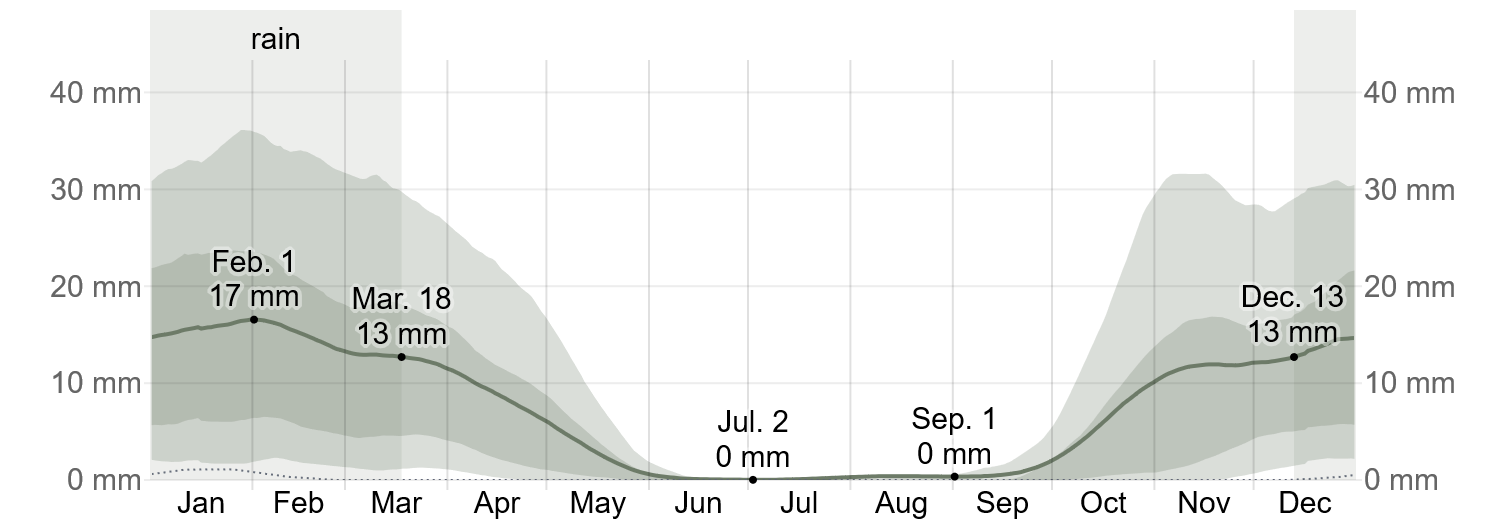 rain
40 mm
40 mm
30 mm
30 mm
Feb. 1
17 mm
20 mm
20 mm
Mar. 18
13 mm
Dec. 13
13 mm
10 mm
10 mm
Jul. 2
0 mm
Sep. 1
0 mm
0 mm
0 mm
Jan Feb Mar Apr May Jun Jul Aug Sep Oct Nov Dec